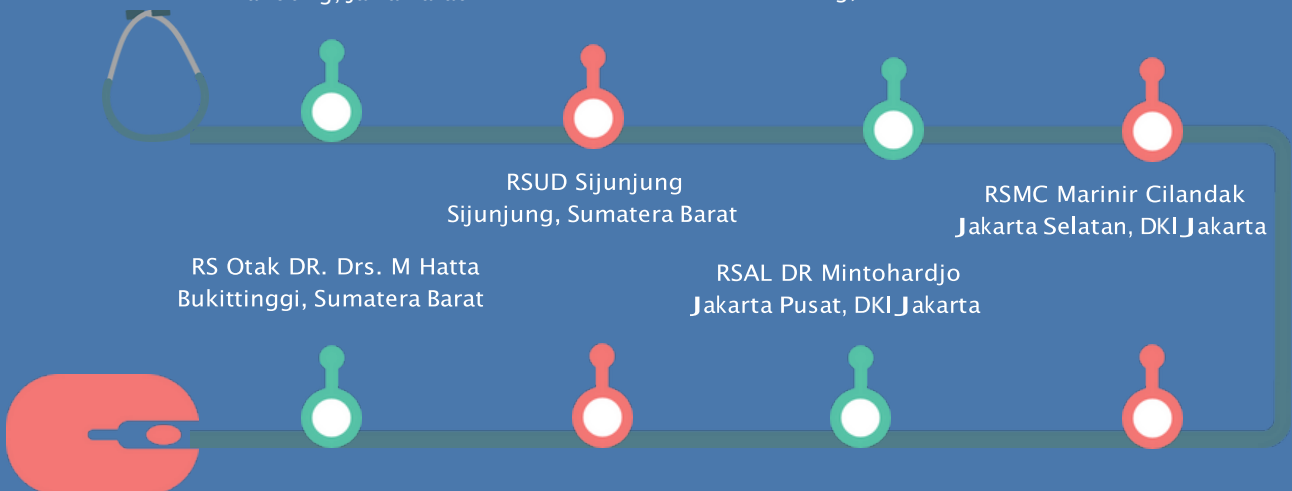 RSUD Sijunjung
Sijunjung, Sumatera Barat
RSMC Marinir Cilandak
Jakarta Selatan, DKI Jakarta
RS Otak DR. Drs. M Hatta
Bukittinggi, Sumatera Barat
RSAL DR Mintohardjo
Jakarta Pusat, DKI Jakarta